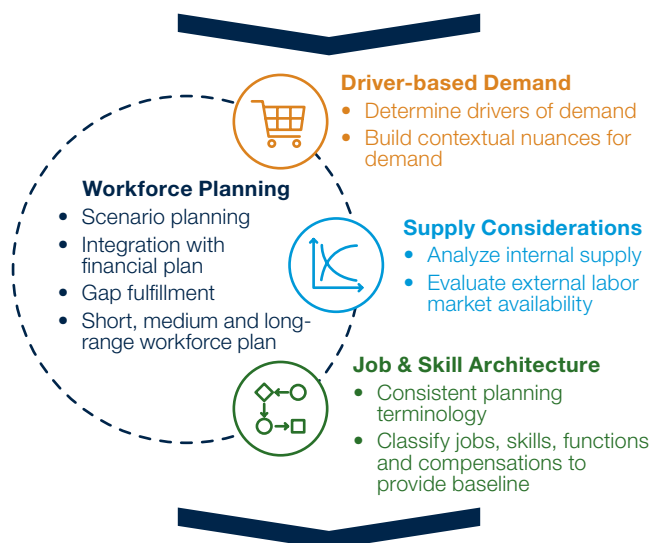 Driver-based Demand
• Determine drivers of demand
• Build contextual nuances for
demand
Workforce Planning
• Scenario planning
• Integration with
financial plan
• Gap fulfillment
• Short, medium and long-
range workforce plan
Supply Considerations
• Analyze internal supply
• Evaluate external labor
market availability
Job & Skill Architecture
• Consistent planning
terminology
• Classify jobs, skills, functions
and compensations to
provide baseline